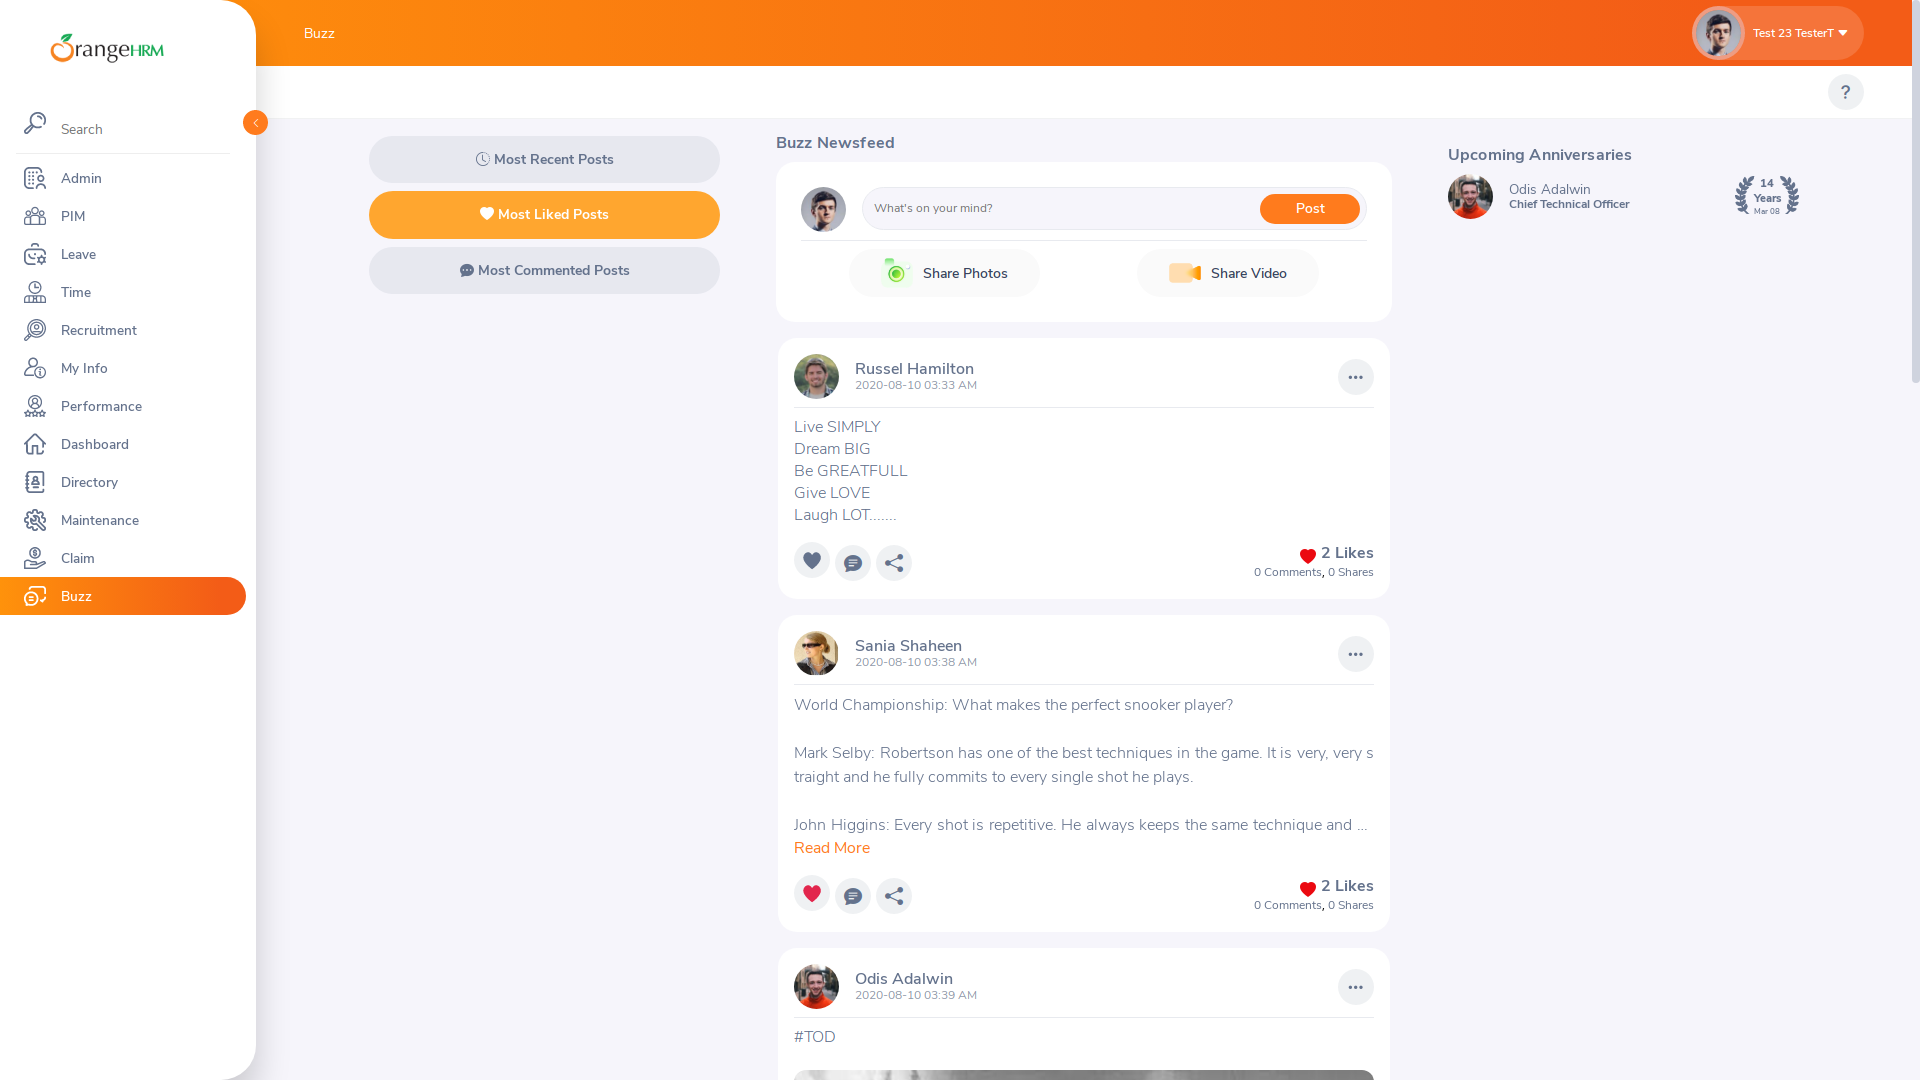 OrangeHRM
Search
Admin
PIM
Leave
Time
Recruitment
My Info
Performance
Dashboard
Directory
Maintenance
Claim
Buzz
Buzz
Test 23 TesterT
?
Most Recent Posts
Most Liked Posts
Most Commented Posts
Buzz Newsfeed
What's on your mind?
Post
Share Photos
Share Video
Russel Hamilton
2020-08-10 03:33 AM
Live SIMPLY
Dream BIG
Be GREATFULL
Give LOVE
Laugh LOT.......
2 Likes
0 Comments, 0 Shares
Sania Shaheen
2020-08-10 03:38 AM
World Championship: What makes the perfect snooker player?
Mark Selby: Robertson has one of the best techniques in the game. It is very, very s
traight and he fully commits to every single shot he plays.
John Higgins: Every shot is repetitive. He always keeps the same technique and ...
Read More
2 Likes
0 Comments, 0 Shares
Odis Adalwin
2020-08-10 03:39 AM
#TOD
Upcoming Anniversaries
Odis Adalwin
Chief Technical Officer
14
Years
Mar 08